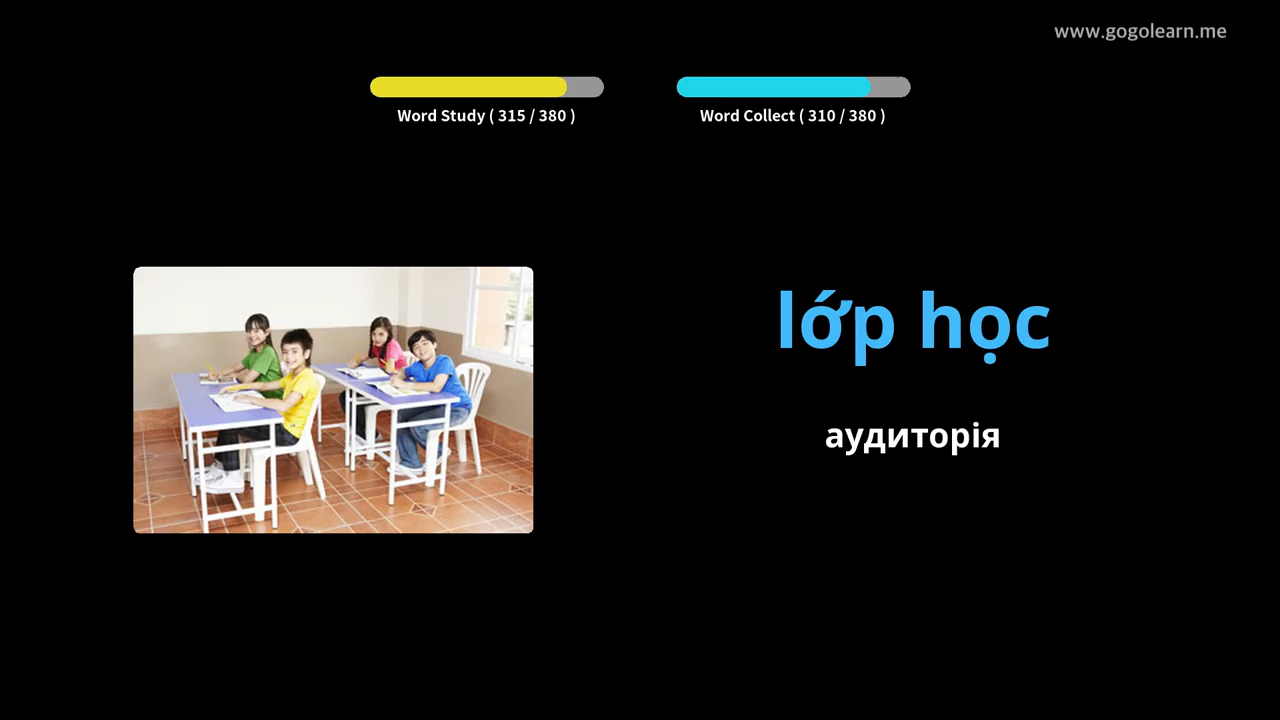 www.gogolearn.me
Word Study ( 315 / 380 )
Word Collect ( 310 / 380 )
lớp học
аудиторія